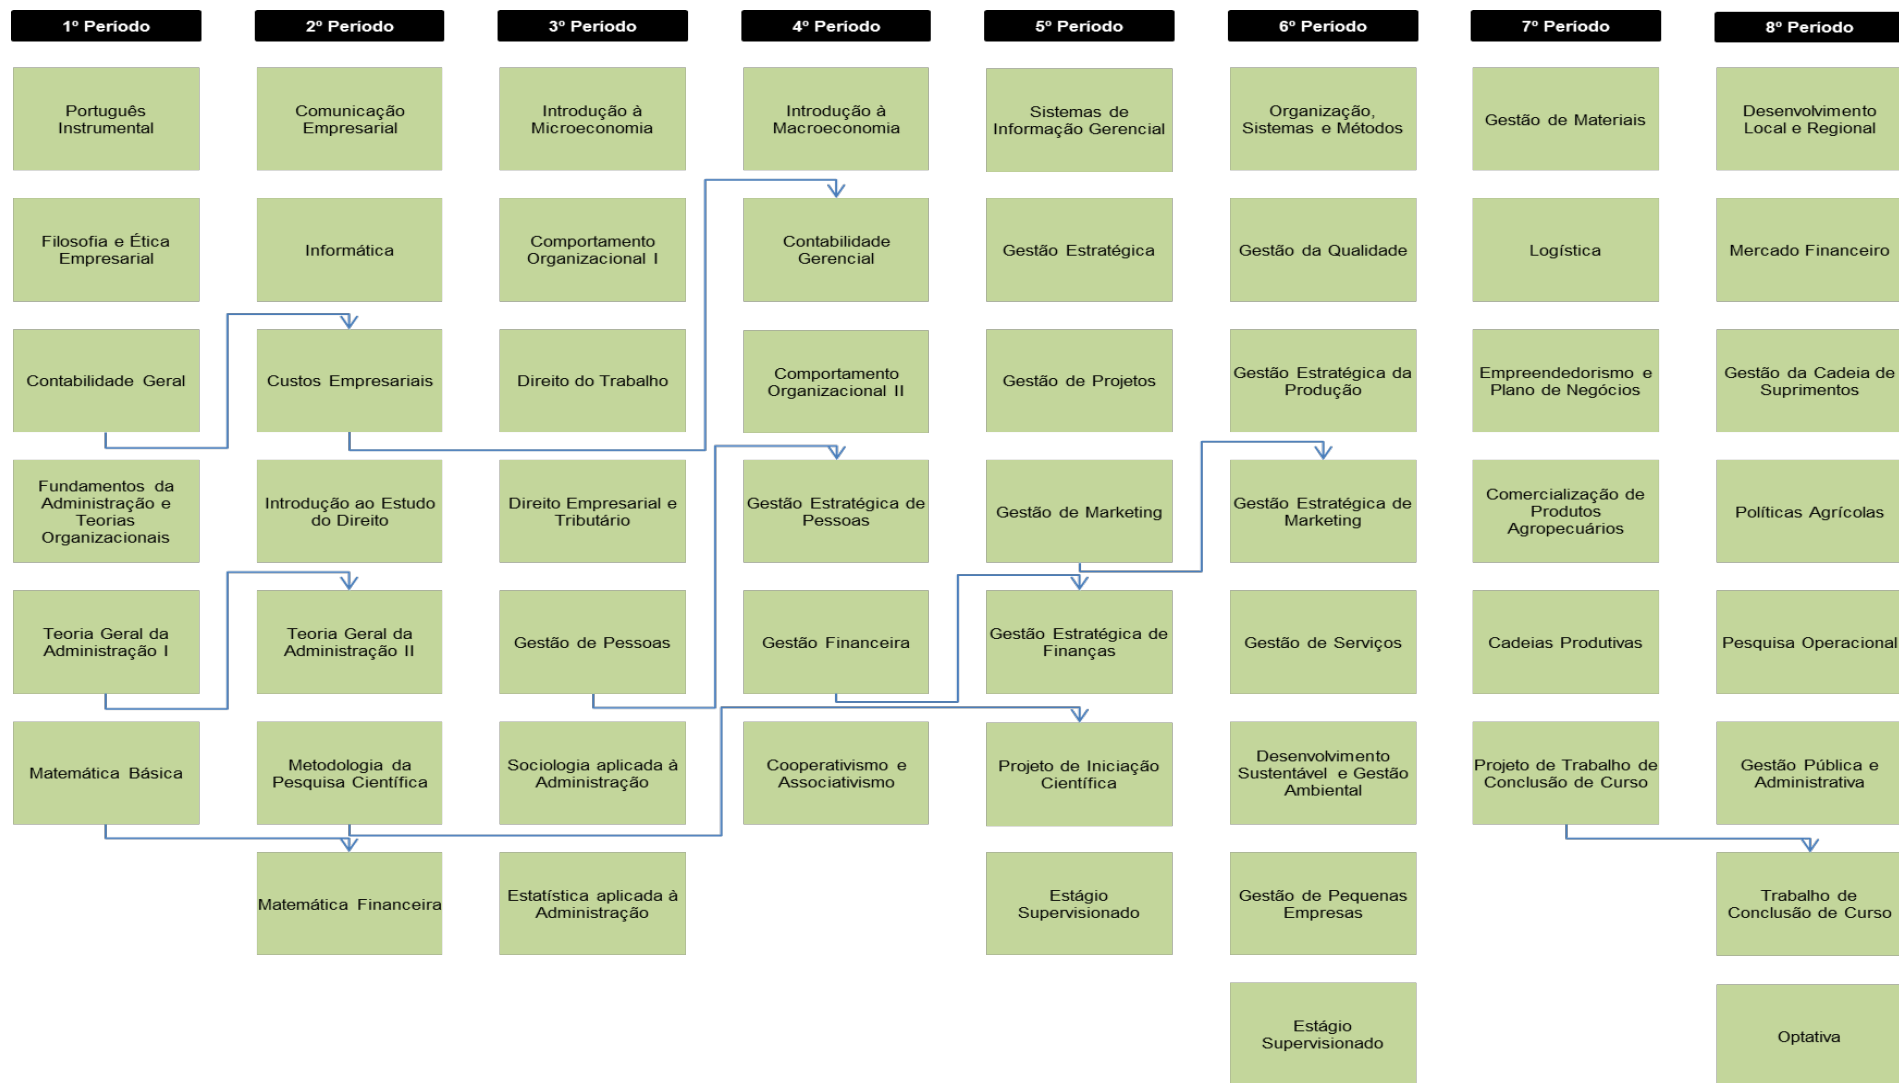 1º Período
2º Período
3º Período
4º Período
5º Período
6º Período
7º Período
8º Período
Português
Instrumental
Comunicação
Empresarial
Introdução à
Microeconomia
Introdução à
Macroeconomia
Sistemas de
Informação Gerencial
Organização,
Sistemas e Métodos
Gestão de Materiais
Desenvolvimento
Local e Regional
Filosofia e Ética
Empresarial
Informática
Comportamento
Organizacional I
Contabilidade
Gerencial
Gestão Estratégica
Gestão da Qualidade
Logística
Mercado Financeiro
Contabilidade Geral
Custos Empresariais
Direito do Trabalho
Comportamento
Organizacional II
Gestão de Projetos
Gestão Estratégica da
Produção
Empreendedorismo e
Plano de Negócios
Gestão da Cadeia de
Suprimentos
Fundamentos da
Administração e
Teorias
Organizacionais
Introdução ao Estudo
do Direito
Direito Empresarial e
Tributário
Gestão Estratégica de
Pessoas
Gestão de Marketing
Gestão Estratégica de
Marketing
Comercialização de
Produtos
Agropecuários
Políticas Agrícolas
Teoria Geral da
Administração I
Teoria Geral da
Administração II
Gestão de Pessoas
Gestão Financeira
Gestão Estratégica de
Finanças
Gestão de Serviços
Cadeias Produtivas
Pesquisa Operacional
Matemática Básica
Metodologia da
Pesquisa Científica
Sociologia aplicada à
Administração
Cooperativismo e
Associativismo
Projeto de Iniciação
Científica
Desenvolvimento
Sustentável e Gestão
Ambiental
Projeto de Trabalho de
Conclusão de Curso
Gestão Pública e
Administrativa
Matemática Financeira
Estatística aplicada à
Administração
Estágio
Supervisionado
Gestão de Pequenas
Empresas
Trabalho de
Conclusão de Curso
Estágio
Supervisionado
Optativa